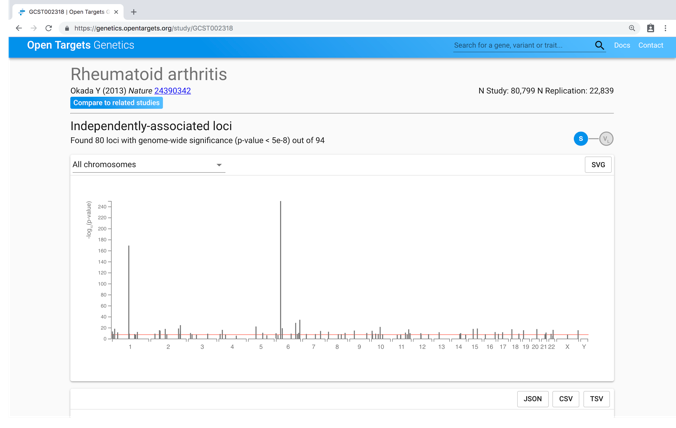 GCST002318 | Open Targets G
https://genetics.opentargets.org/study/GCST002318
Open Targets Genetics
Search for a gene, variant or trait...
Docs
Contact
Rheumatoid arthritis
Okada Y (2013) Nature 24390342
N Study: 80,799 N Replication: 22,839
Compare to related studies
Independently-associated loci
Found 80 loci with genome-wide significance (p-value < 5e-8) out of 94
S
V
All chromosomes
SVG
-log₁₀(p-value)
240
220
200
180
160
140
120
100
80
60
40
20
0
1 2 3 4 5 6 7 8 9 10 11 12 13 14 15 16 17 18 19 20 21 22 X Y
JSON
CSV
TSV